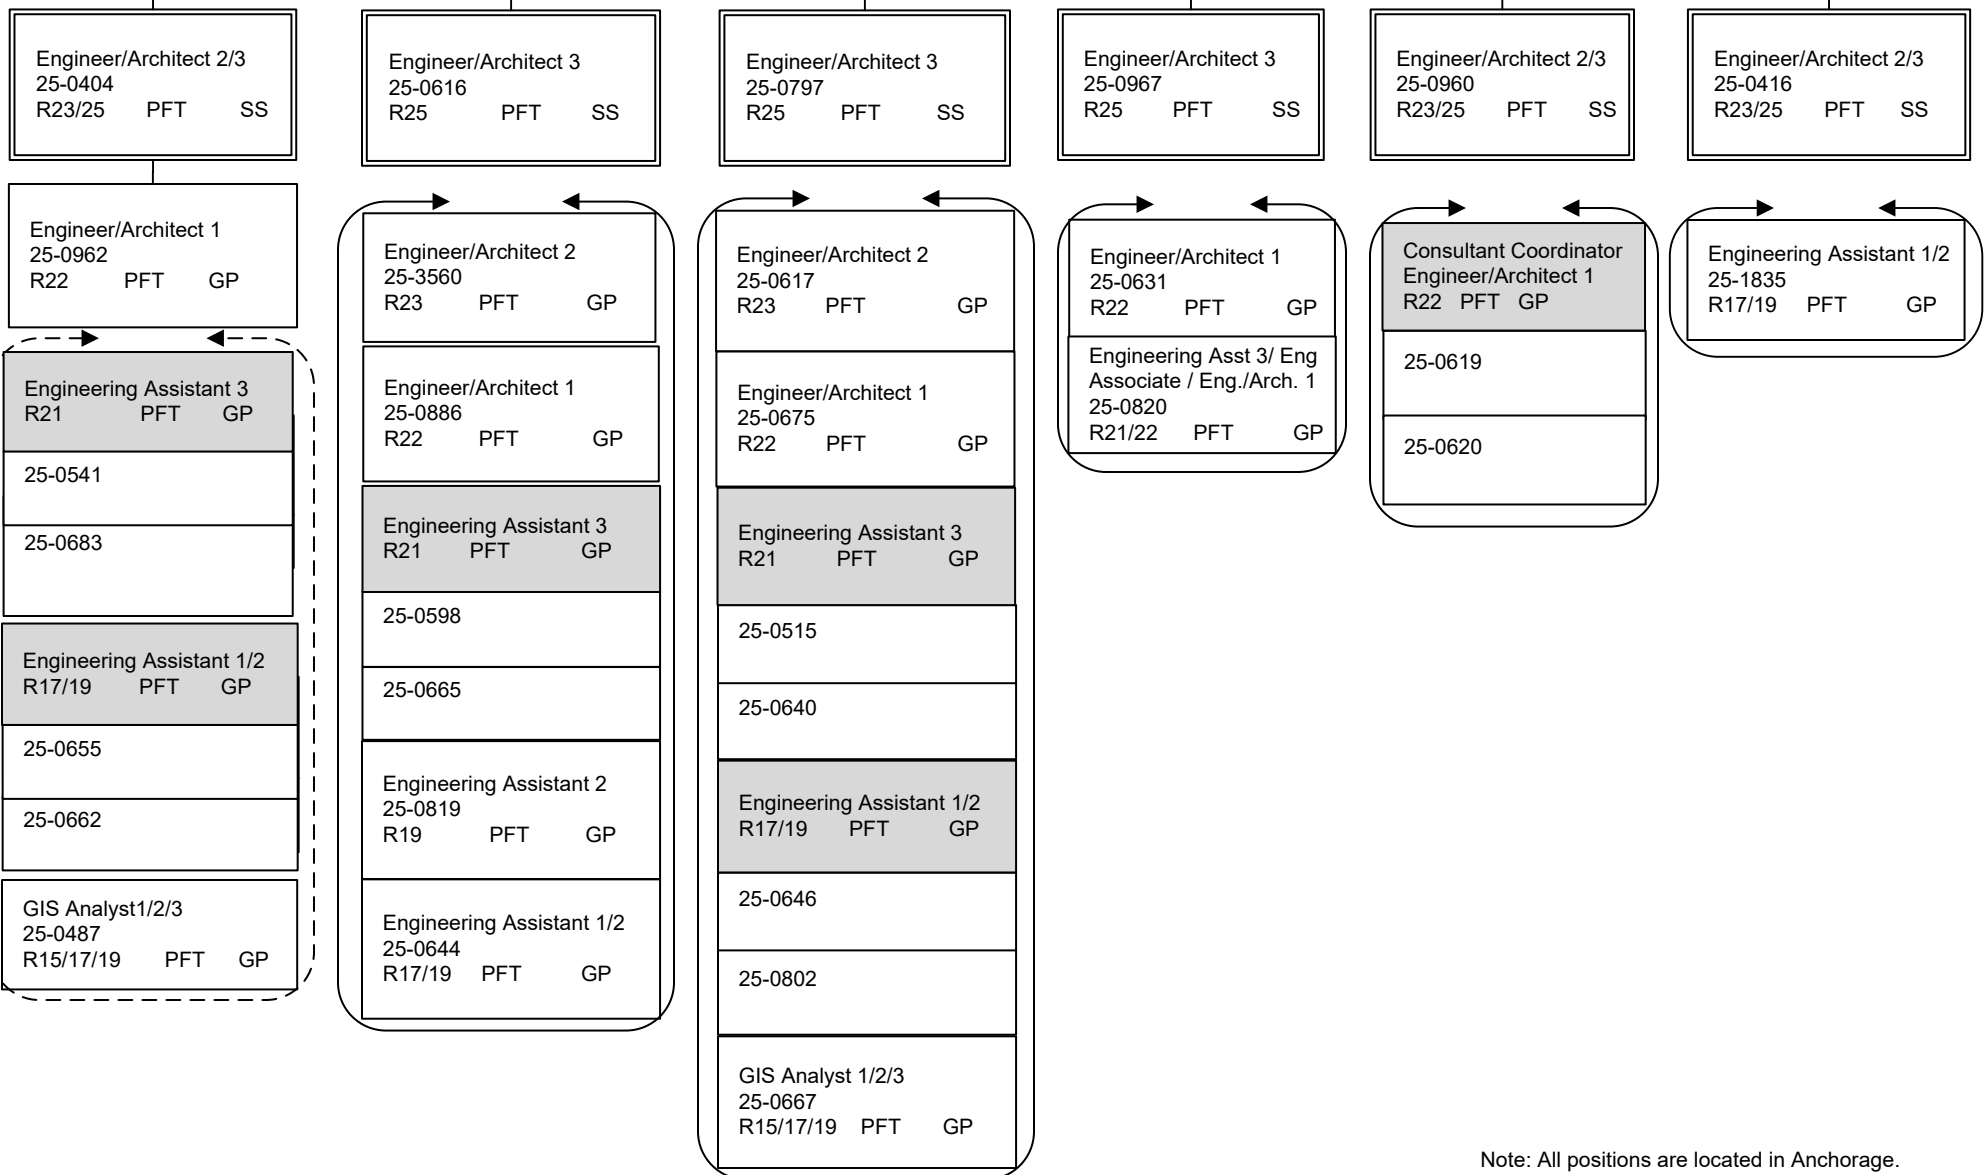 Engineer/Architect 2/3
25-0404
R23/25 PFT SS
Engineer/Architect 1
25-0962
R22 PFT GP
Engineering Assistant 3
R21 PFT GP
25-0541
25-0683
Engineering Assistant 1/2
R17/19 PFT GP
25-0655
25-0662
GIS Analyst1/2/3
25-0487
R15/17/19 PFT GP
Engineer/Architect 3
25-0616
R25 PFT SS
Engineer/Architect 2
25-3560
R23 PFT GP
Engineer/Architect 1
25-0886
R22 PFT GP
Engineering Assistant 3
R21 PFT GP
25-0598
25-0665
Engineering Assistant 2
25-0819
R19 PFT GP
Engineering Assistant 1/2
25-0644
R17/19 PFT GP
Engineer/Architect 3
25-0797
R25 PFT SS
Engineer/Architect 2
25-0617
R23 PFT GP
Engineer/Architect 1
25-0675
R22 PFT GP
Engineering Assistant 3
R21 PFT GP
25-0515
25-0640
Engineering Assistant 1/2
R17/19 PFT GP
25-0646
25-0802
GIS Analyst 1/2/3
25-0667
R15/17/19 PFT GP
Engineer/Architect 3
25-0967
R25 PFT SS
Engineer/Architect 1
25-0631
R22 PFT GP
Engineering Asst 3/ Eng
Associate / Eng./Arch. 1
25-0820
R21/22 PFT GP
Engineer/Architect 2/3
25-0960
R23/25 PFT SS
Consultant Coordinator
Engineer/Architect 1
R22 PFT GP
25-0619
25-0620
Engineer/Architect 2/3
25-0416
R23/25 PFT SS
Engineering Assistant 1/2
25-1835
R17/19 PFT GP
Note: All positions are located in Anchorage.